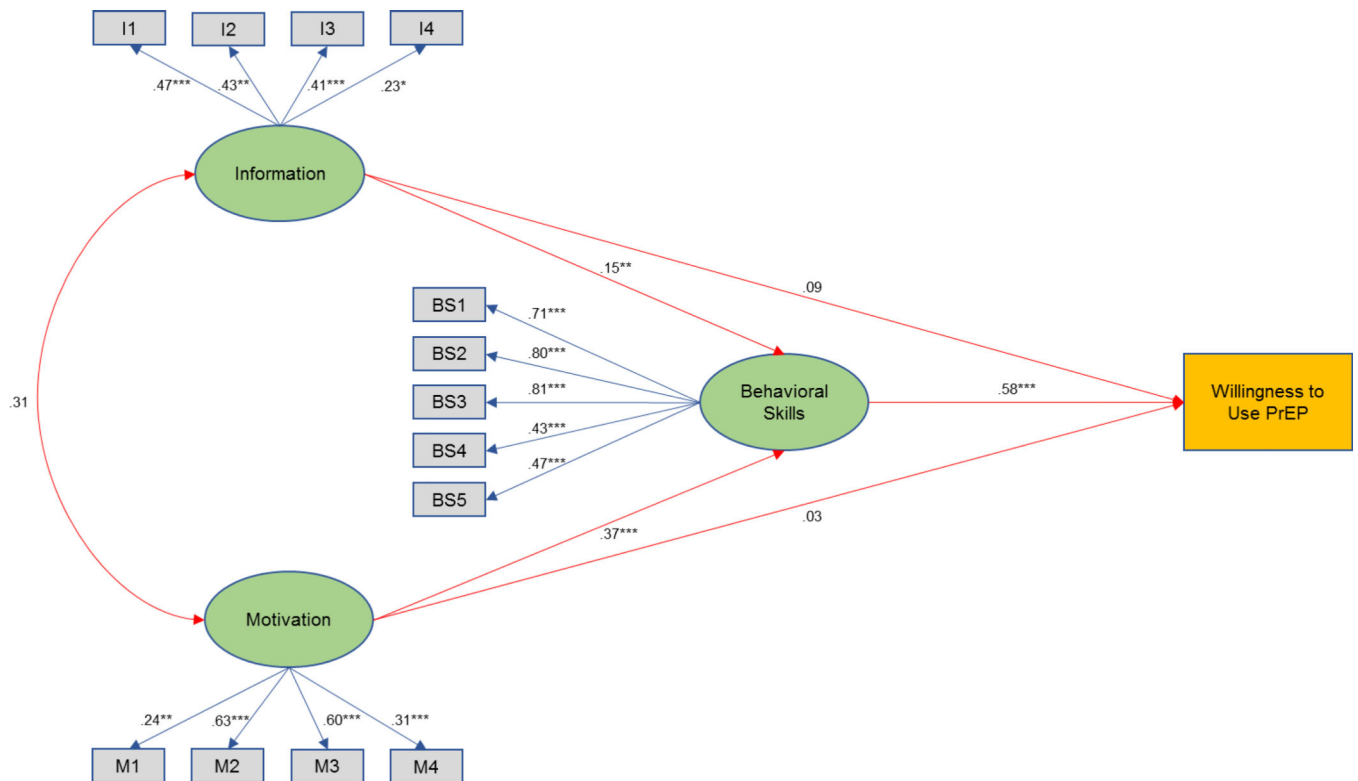 I1 I2 I3 I4
.47*** .43** .41*** .23*
Information
.15** .09
BS1 .71***
BS2 .80***
BS3 .81***
BS4 .43***
BS5 .47***
Behavioral
Skills
.58***
Willingness to
Use PrEP
.31
.37*** .03
Motivation
.24** .63*** .60*** .31***
M1 M2 M3 M4